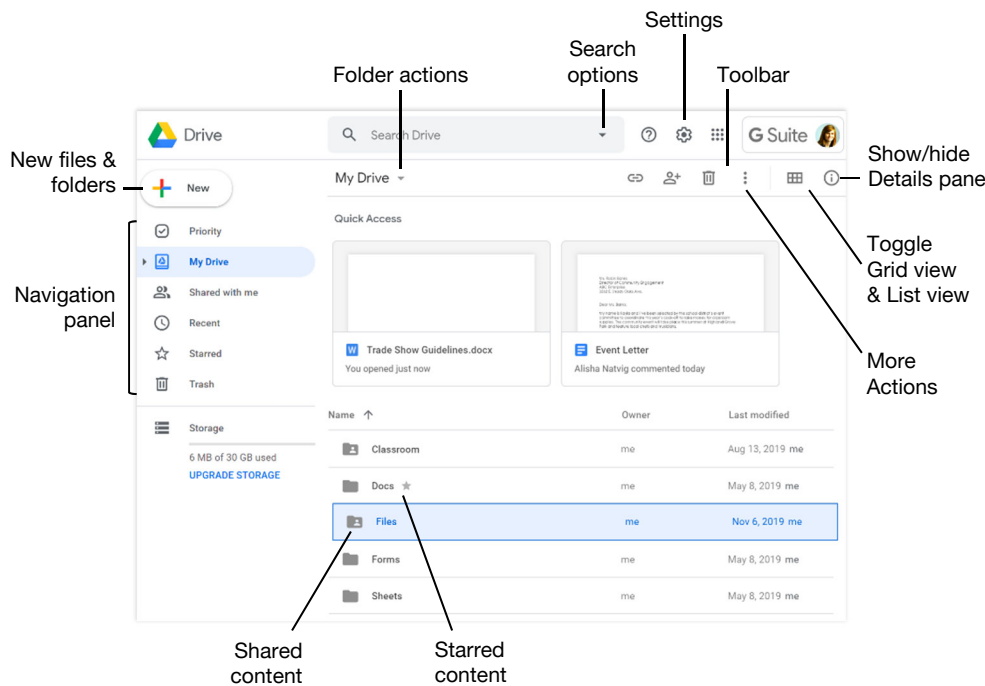 Settings
Search
options
Folder actions
Toolbar
Drive
Search Drive
G Suite
New files &
folders
New
My Drive
Show/hide
Details pane
Quick Access
Navigation
panel
Priority
My Drive
Shared with me
Recent
Starred
Trash
Toggle
Grid view
& List view
Dear Ms. Banks,
W Trade Show Guidelines.docx
You opened just now
Event Letter
Alisha Natvig commented today
More
Actions
Storage
6 MB of 30 GB used
UPGRADE STORAGE
Name Owner Last modified
Classroom me Aug 13, 2019 me
Docs me May 8, 2019 me
Files me Nov 6, 2019 me
Forms me May 8, 2019 me
Sheets me May 8, 2019 me
Shared
content
Starred
content